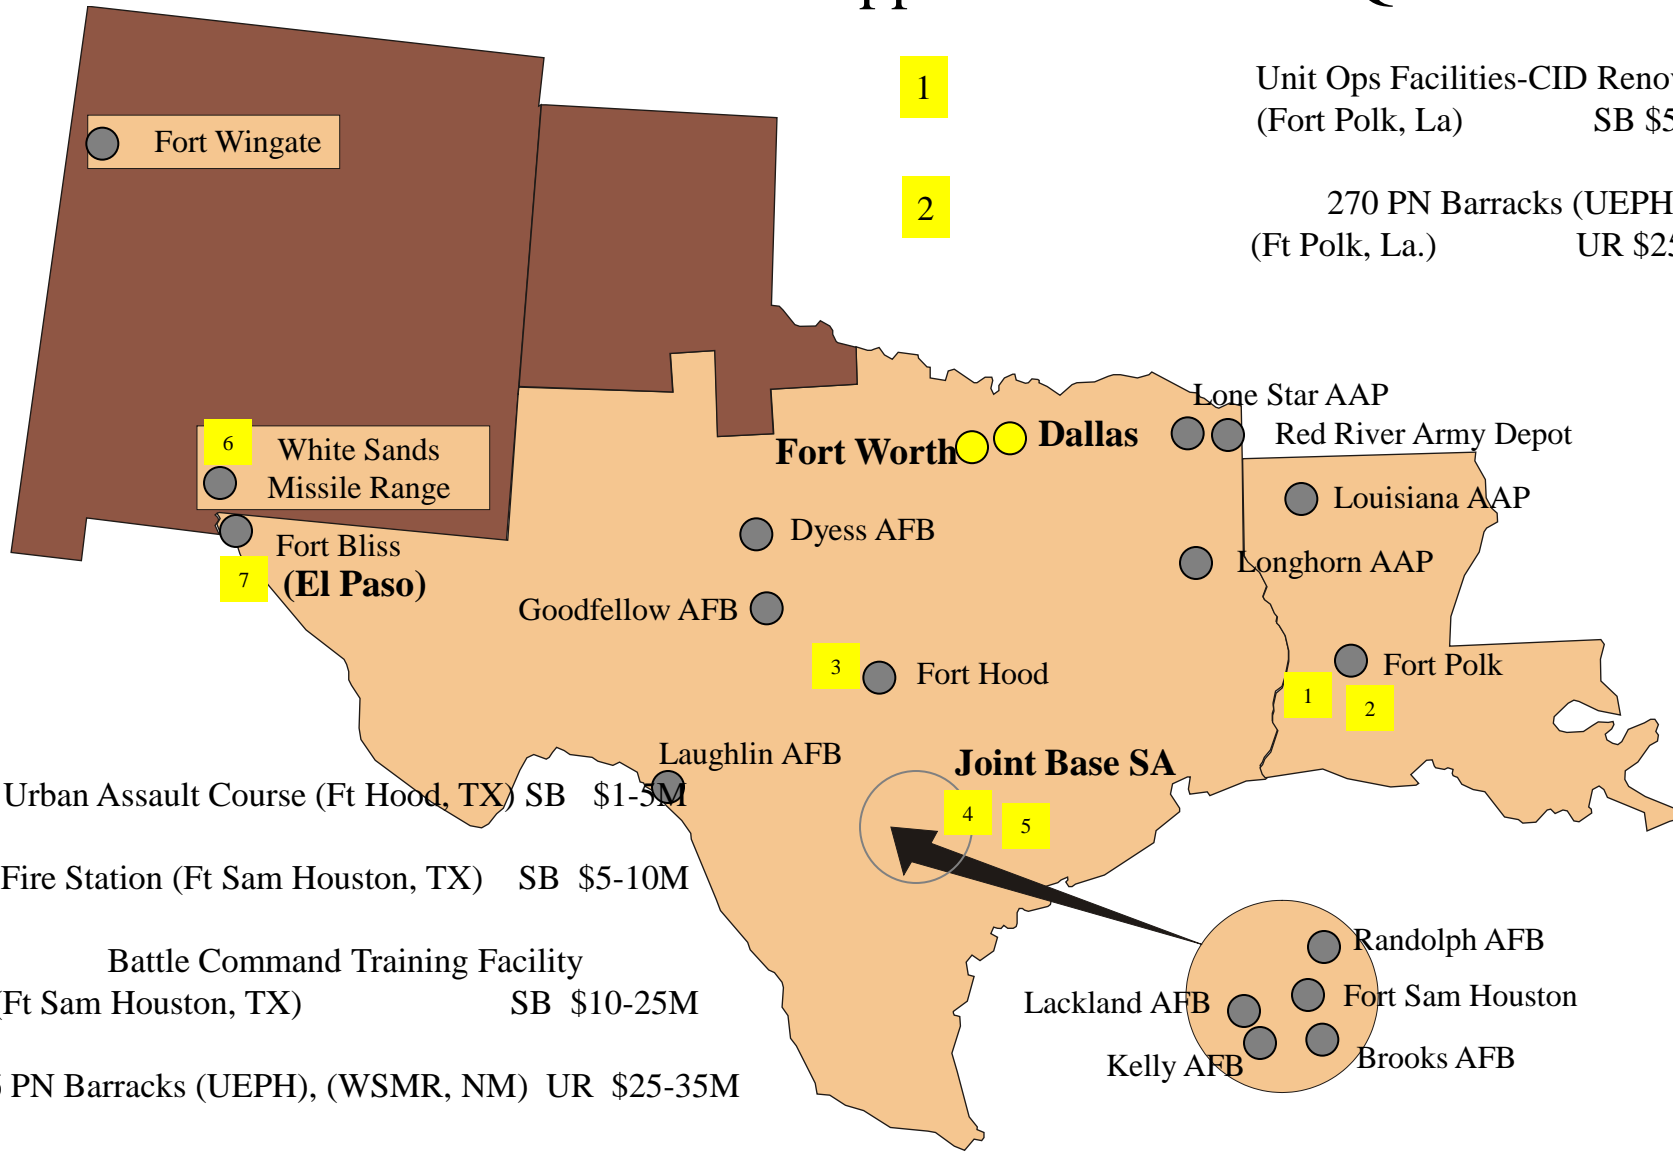 1
Unit Ops Facilities-CID
(Fort Polk, La) SB
2
270 PN Barracks (UEPH
(Ft Polk, La.) UR
Fort Wingate
Lone Star AAP
Red River Army Depot
Fort Worth
Dallas
6
White Sands
Missile Range
Louisiana AAP
Dyess AFB
Fort Bliss
7
(El Paso)
Longhorn AAP
Goodfellow AFB
3
Fort Hood
Fort Polk
1
2
Laughlin AFB
Joint Base SA
Urban Assault Course (Ft Hood, TX) SB $1-5M
4
5
Fire Station (Ft Sam Houston, TX) SB $5-10M
Battle Command Training Facility
(Ft Sam Houston, TX) SB $10-25M
PN Barracks (UEPH), (WSMR, NM) UR $25-35M
Randolph AFB
Lackland AFB
Fort Sam Houston
Kelly AFB
Brooks AFB